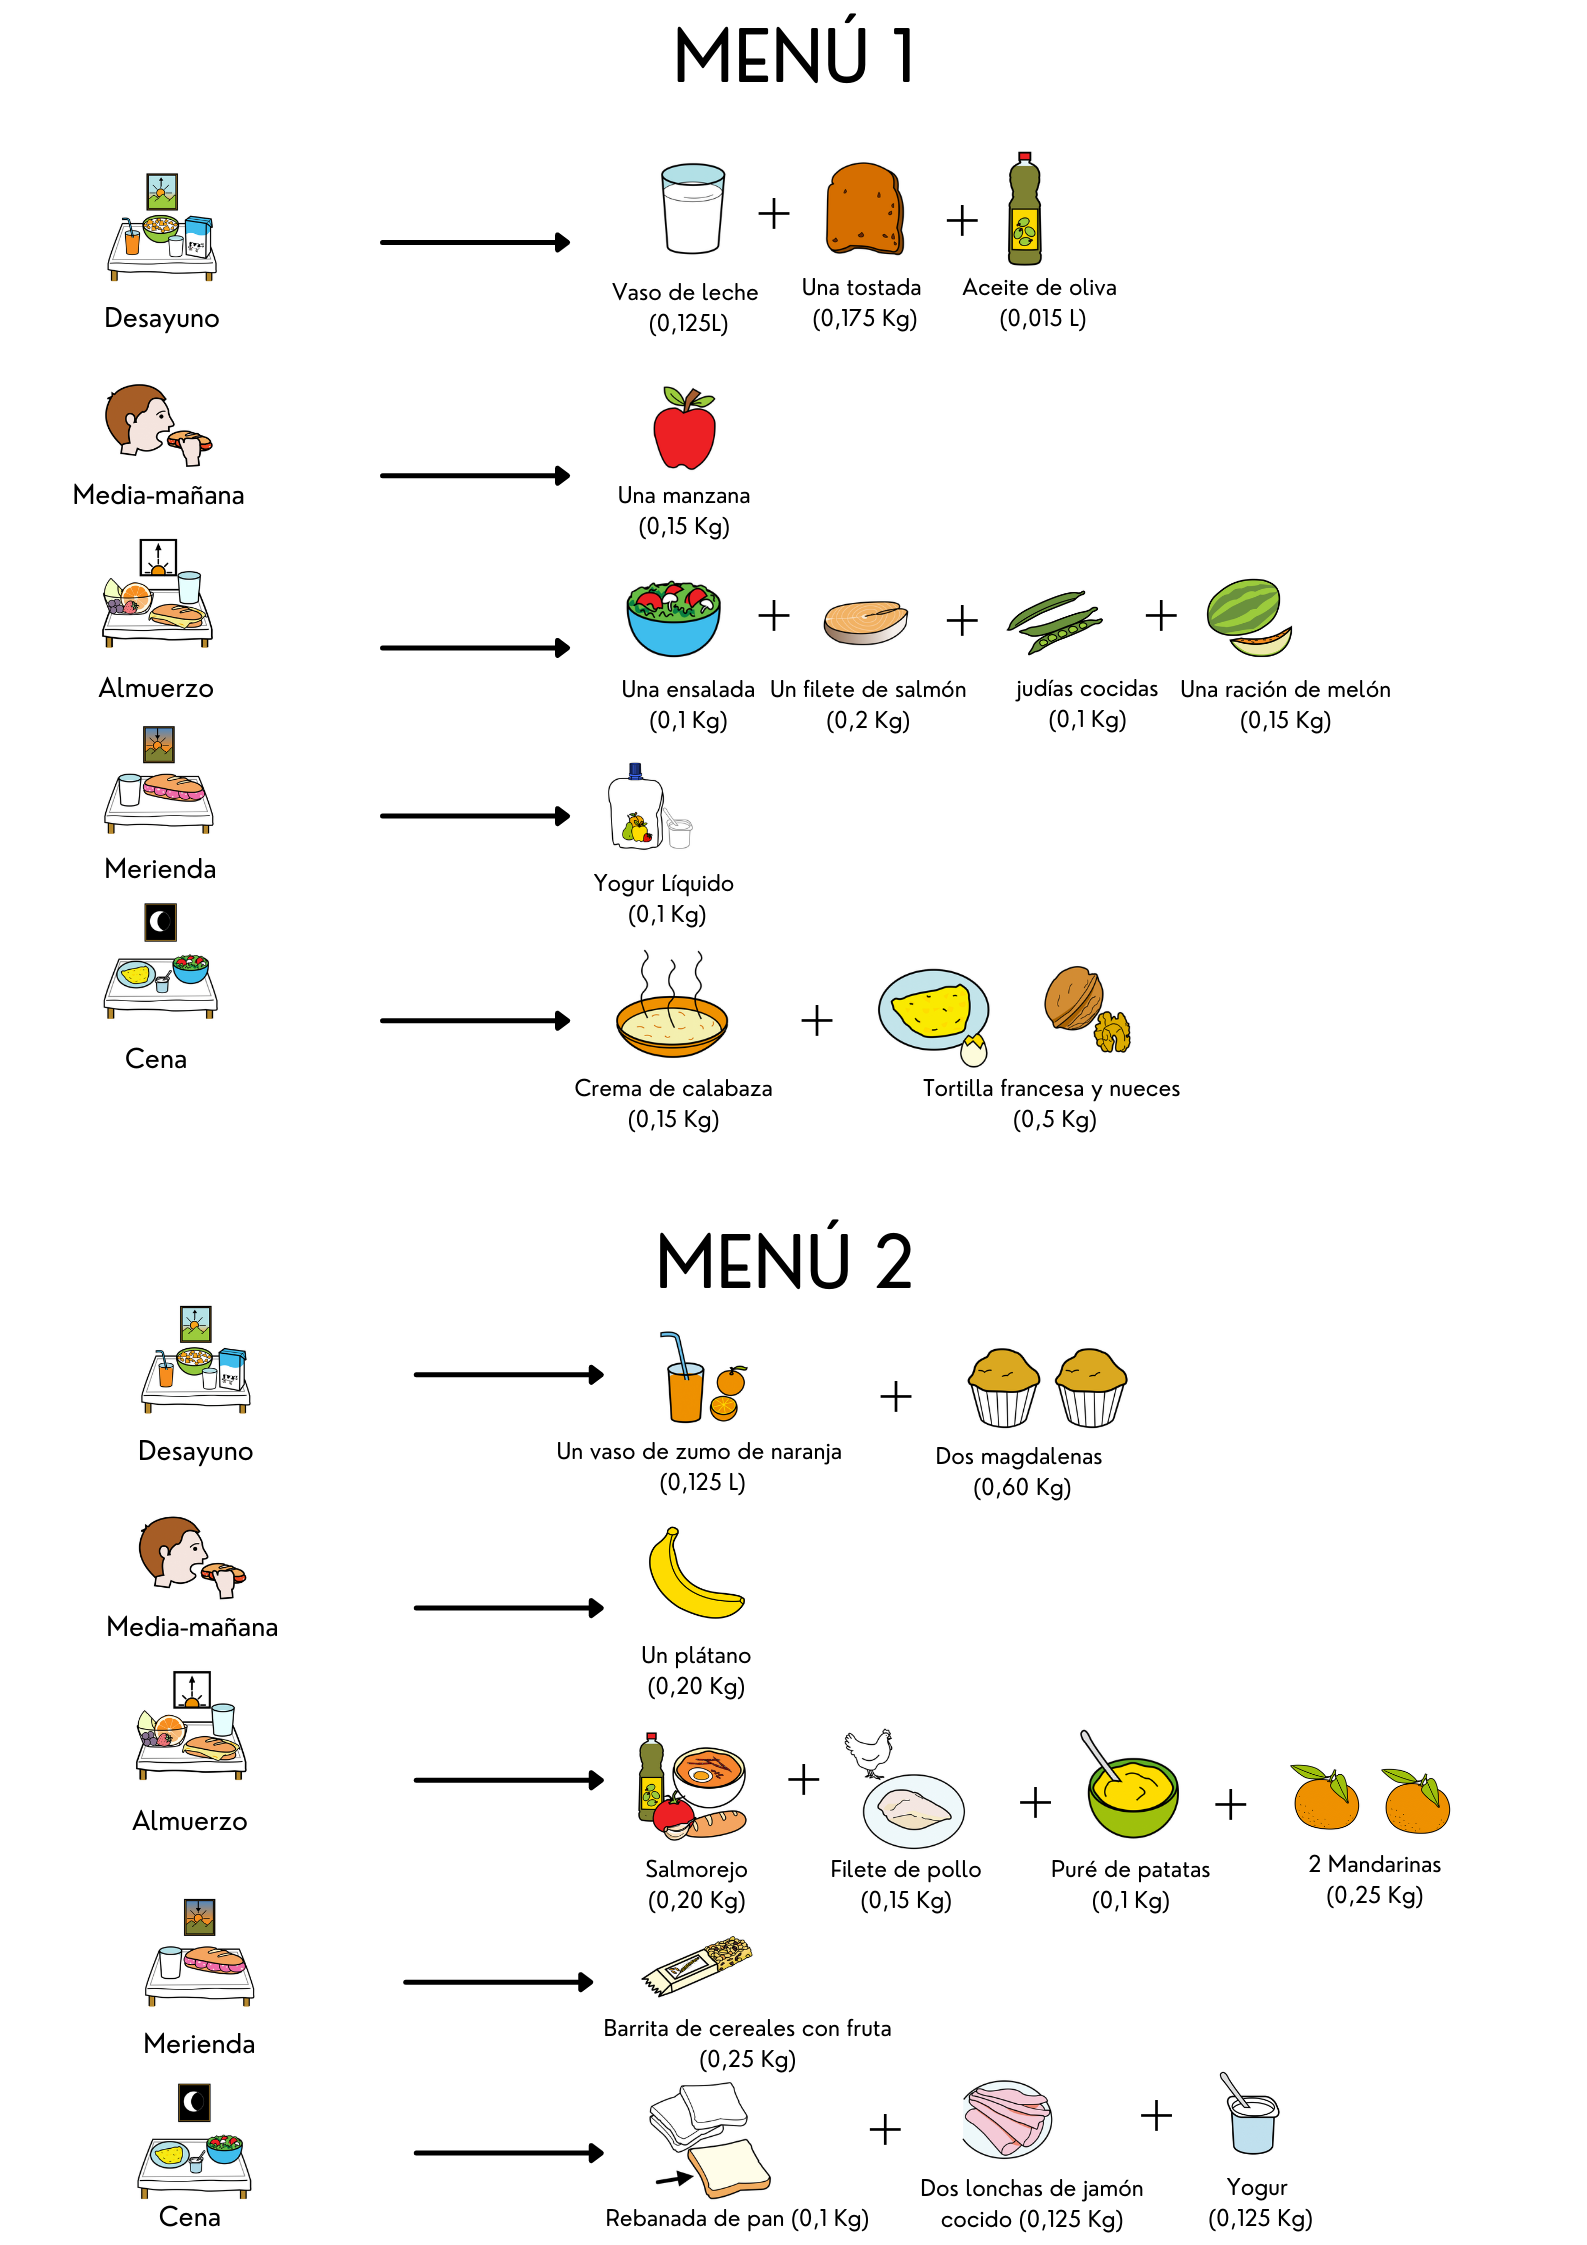 MENÚ 1
Desayuno
Vaso de leche
(0,125L)
Una tostada
(0,175 Kg)
Aceite de oliva
(0,015 L)
Media-mañana
Una manzana
(0,15 Kg)
Almuerzo
Una ensalada
(0,1 Kg)
Un filete de salmón
(0,2 Kg)
judías cocidas
(0,1 Kg)
Una ración de melón
(0,15 Kg)
Merienda
Yogur Líquido
(0,1 Kg)
Cena
Crema de calabaza
(0,15 Kg)
Tortilla francesa y nueces
(0,5 Kg)
MENÚ 2
Desayuno
Un vaso de zumo de naranja
(0,125 L)
Dos magdalenas
(0,60 Kg)
Media-mañana
Un plátano
(0,20 Kg)
Almuerzo
Salmorejo
(0,20 Kg)
Filete de pollo
(0,15 Kg)
Puré de patatas
(0,1 Kg)
2 Mandarinas
(0,25 Kg)
Merienda
Barrita de cereales con fruta
(0,25 Kg)
Cena
Rebanada de pan (0,1 Kg)
Dos lonchas de jamón
cocido (0,125 Kg)
Yogur
(0,125 Kg)